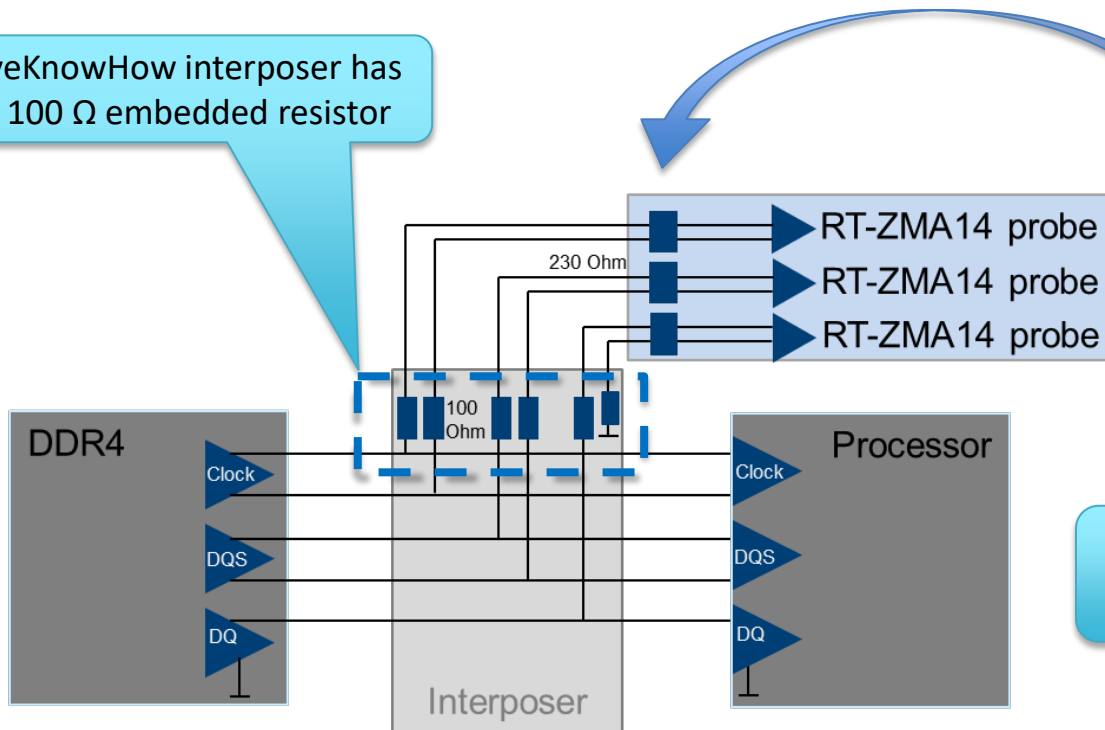 yeKnowHow interposer has
100 Ω embedded resistor
RT-ZMA14 probe
230 Ohm
RT-ZMA14 probe
RT-ZMA14 probe
100
Ohm
DDR4
Processor
Clock
Clock
DQS
DQS
DQ
DQ
Interposer